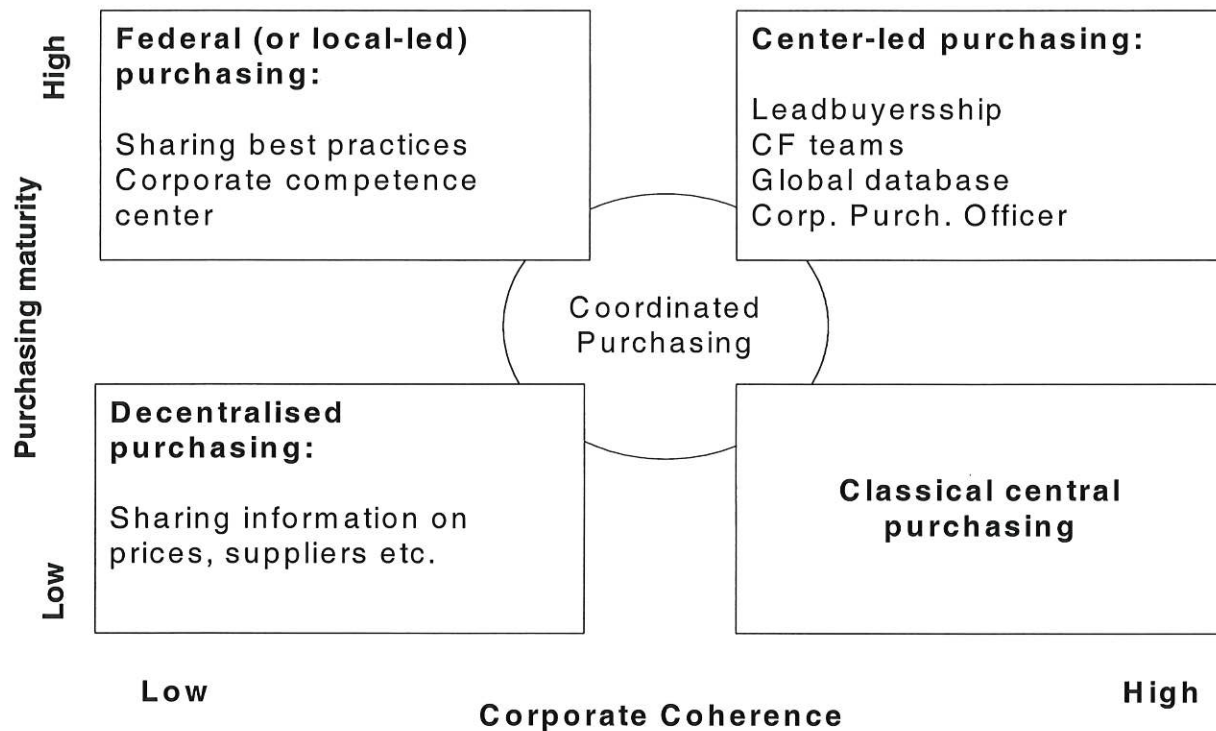 High
Purchasing maturity
Low
Federal (or local-led)
purchasing:
Sharing best practices
Corporate competence
center
Center-led purchasing:
Leadbuyersship
CF teams
Global database
Corp. Purch. Officer
Coordinated
Purchasing
Decentralised
purchasing:
Sharing information on
prices, suppliers etc.
Classical central
purchasing
Low
High
Corporate Coherence